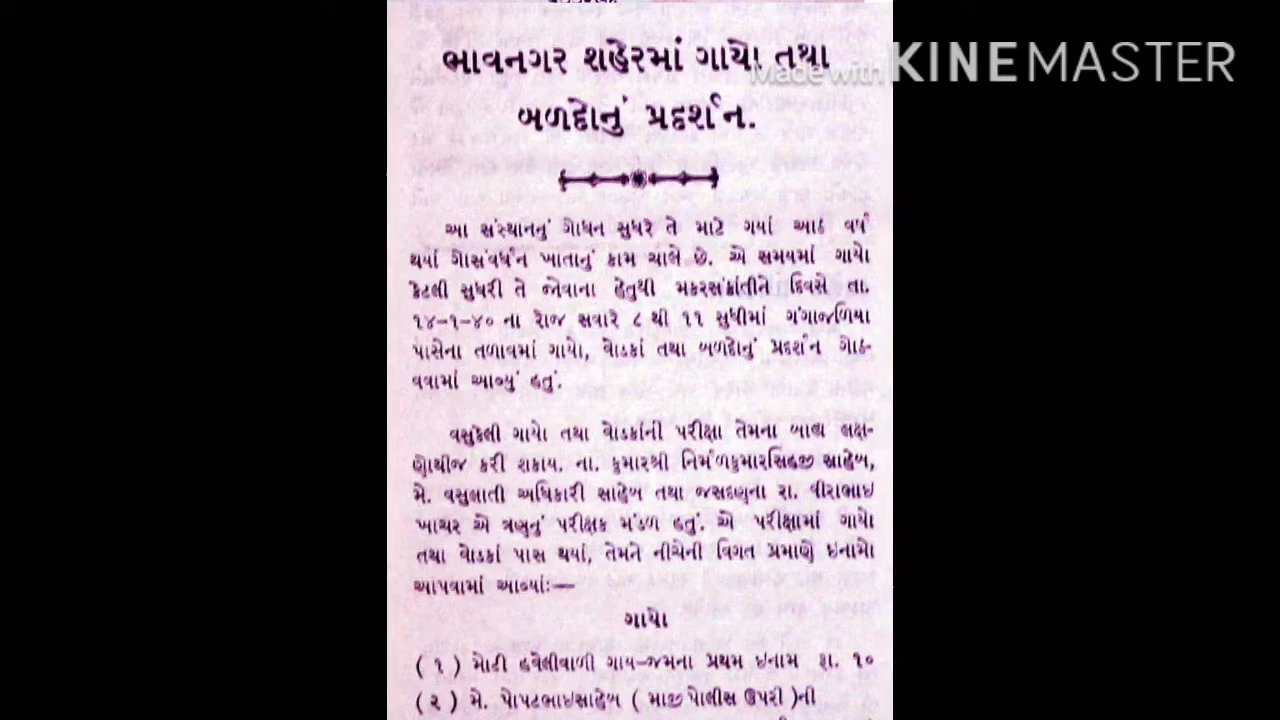 ભાવનગર શહેરમાં ગાયો તથા
Made with KINEMASTER
બળદોનું પ્રદર્શન.
આ સંસ્થાનનું ગોધન સુધરે તે માટે ગયાં આઠ વર્ષ
થયાં ગોસંવર્ધન ખાતાનું કામ ચાલે છે. એ સમયમાં ગાયો
કેટલી સુધરી તે જોવાના હેતુથી મકરસંક્રાંતીને દિવસે તા.
૧૪-૧-૪૦ ના રોજ સવારે ૮ થી ૧૧ સુધીમાં ગંગાજળિયા
પાસેના તળાવમાં ગાયો, વોડકાં તથા બળદોનું પ્રદર્શન ગોઠ-
વવામાં આવ્યું હતું.
વસુકેલી ગાયો તથા વોડકાંની પરીક્ષા તેમના બાહ્ય લક્ષ-
ણોથીજ કરી શકાય. ના. કુમારશ્રી નિર્મળકુમારસિંહજી સાહેબ,
મે. વસુલાતી અધિકારી સાહેબ તથા જસદણના રા. વીરાભાઇ
ખાચર એ ત્રણનું પરીક્ષક મંડળ હતું. એ પરીક્ષામાં ગાયો
તથા વોડકાં પાસ થયાં, તેમને નીચેની વિગત પ્રમાણે ઇનામો
આપવામાં આવ્યાં:—
ગાયો
( ૧ ) મોટી હવેલીવાળી ગાય-જમના પ્રથમ ઇનામ રૂા. ૧૦
( ૨ ) મે. પોપટભાઇસાહેબ ( માજી પોલીસ ઉપરી )ની